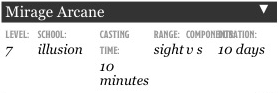 Mirage Arcane ▼
LEVEL: SCHOOL: CASTING RANGE: COMPONENTS: DURATION:
7 illusion TIME: sight v s 10 days
10
minutes